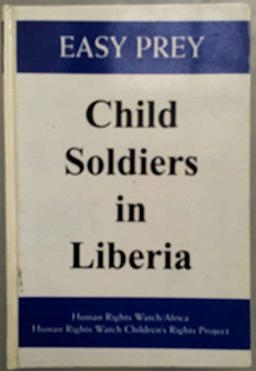 EASY PREY
Child
Soldiers
in
Liberia
Human Rights Watch/Africa
Human Rights Watch Children's Rights Project